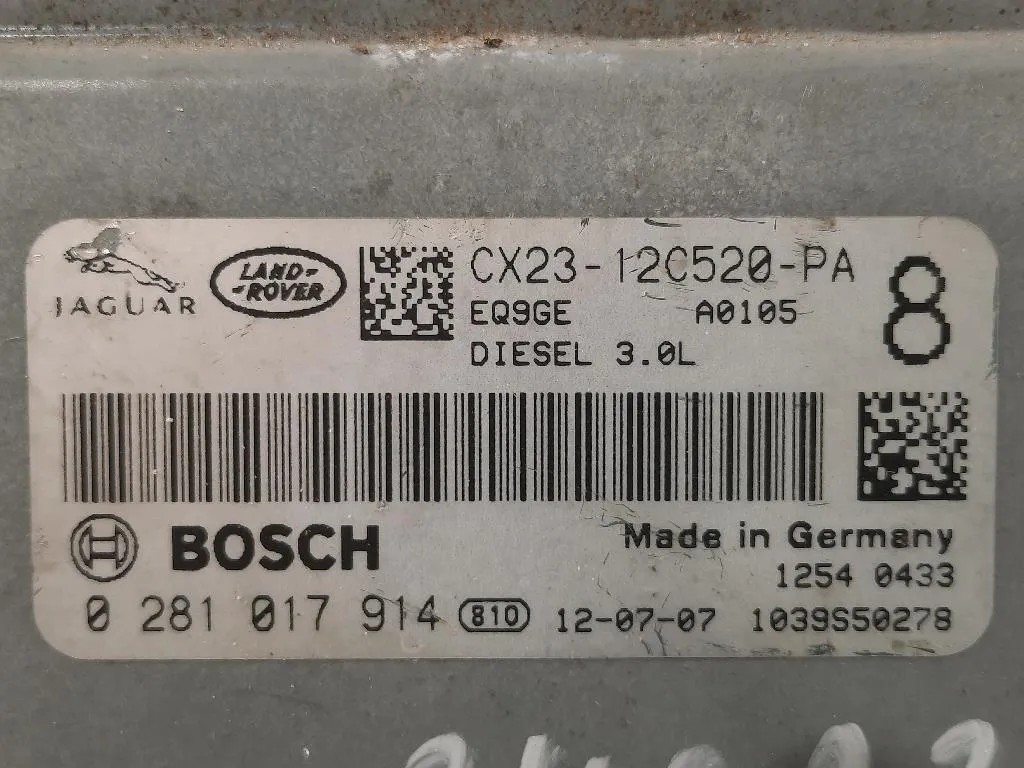 JAGUAR
LAND-
-ROVER
CX23-12C520-PA
EQ9GE A0105
DIESEL 3.0L
8
BOSCH
Made in Germany
1254 0433
0 281 017 914 810 12-07-07 1039S50278